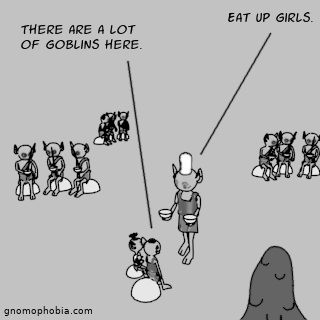 THERE ARE A LOT
OF GOBLINS HERE.
EAT UP GIRLS.
gnomophobia.com